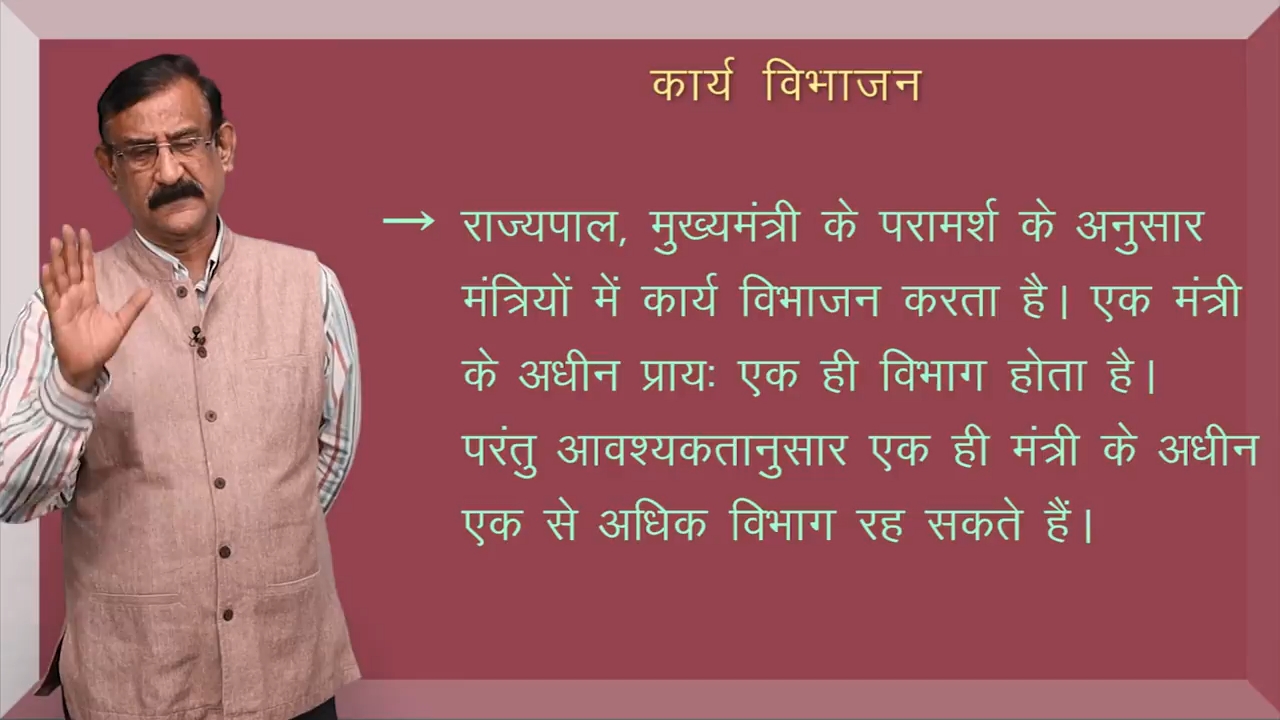 कार्य विभाजन
→ राज्यपाल, मुख्यमंत्री के परामर्श के अनुसार
मंत्रियों में कार्य विभाजन करता है। एक मंत्री
के अधीन प्रायः एक ही विभाग होता है।
परंतु आवश्यकतानुसार एक ही मंत्री के अधीन
एक से अधिक विभाग रह सकते हैं।